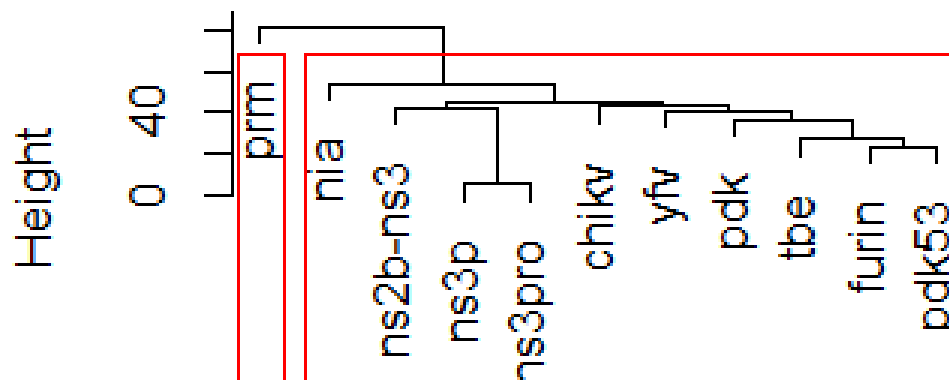 Height
40
0
prm
nia
ns2b-ns3
ns3p
ns3pro
chikv
yfv
pdk
tbe
furin
pdk53